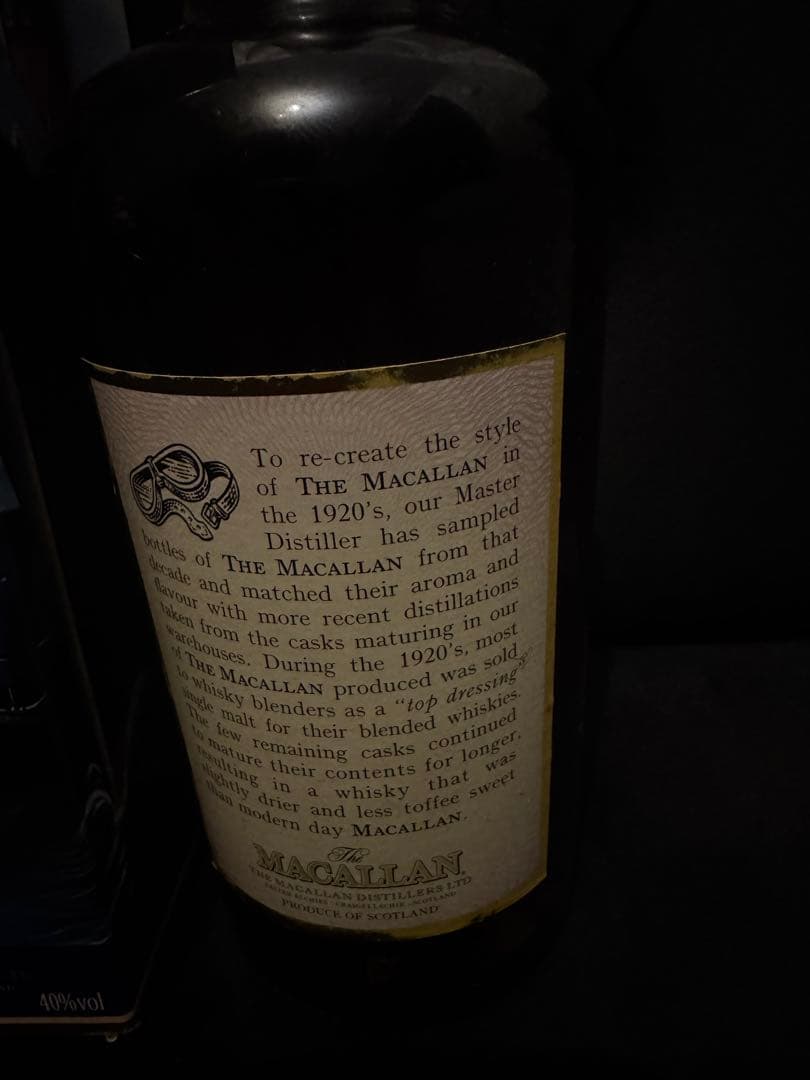 To re-create the style
of THE MACALLAN in
the 1920's, our Master
Distiller has sampled
bottles of THE MACALLAN from that
decade and matched their aroma and
flavour with more recent distillations
taken from the casks maturing in our
warehouses. During the 1920's, most
of THE MACALLAN produced was sold
to whisky blenders as a "top dressing"
single malt for their blended whiskies.
The few remaining casks continued
to mature their contents for longer,
resulting in a whisky that was
slightly drier and less toffee sweet
than modern day MACALLAN.
The
MACALLAN
THE MACALLAN DISTILLERS LTD
EASTER ELCHIES · CRAIGELLACHIE · SCOTLAND
PRODUCE OF SCOTLAND
40%vol